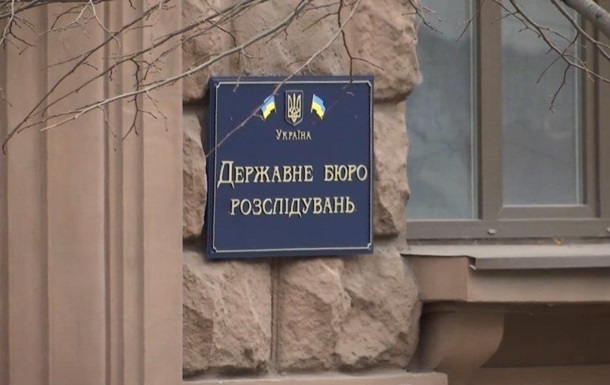 Україна
Державне бюро
розслідувань